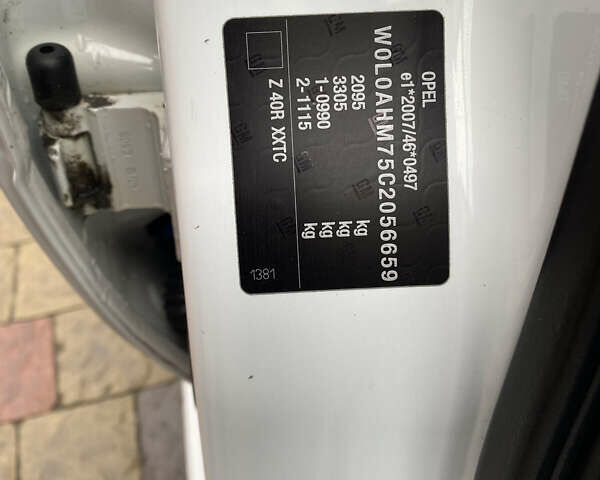 OPEL
e1*2007/46*0497
W0L0AHM75C2056659
2095 kg
3305 kg
1-0990 kg
2-1115 kg
Z 40R XXTC
1381
GM